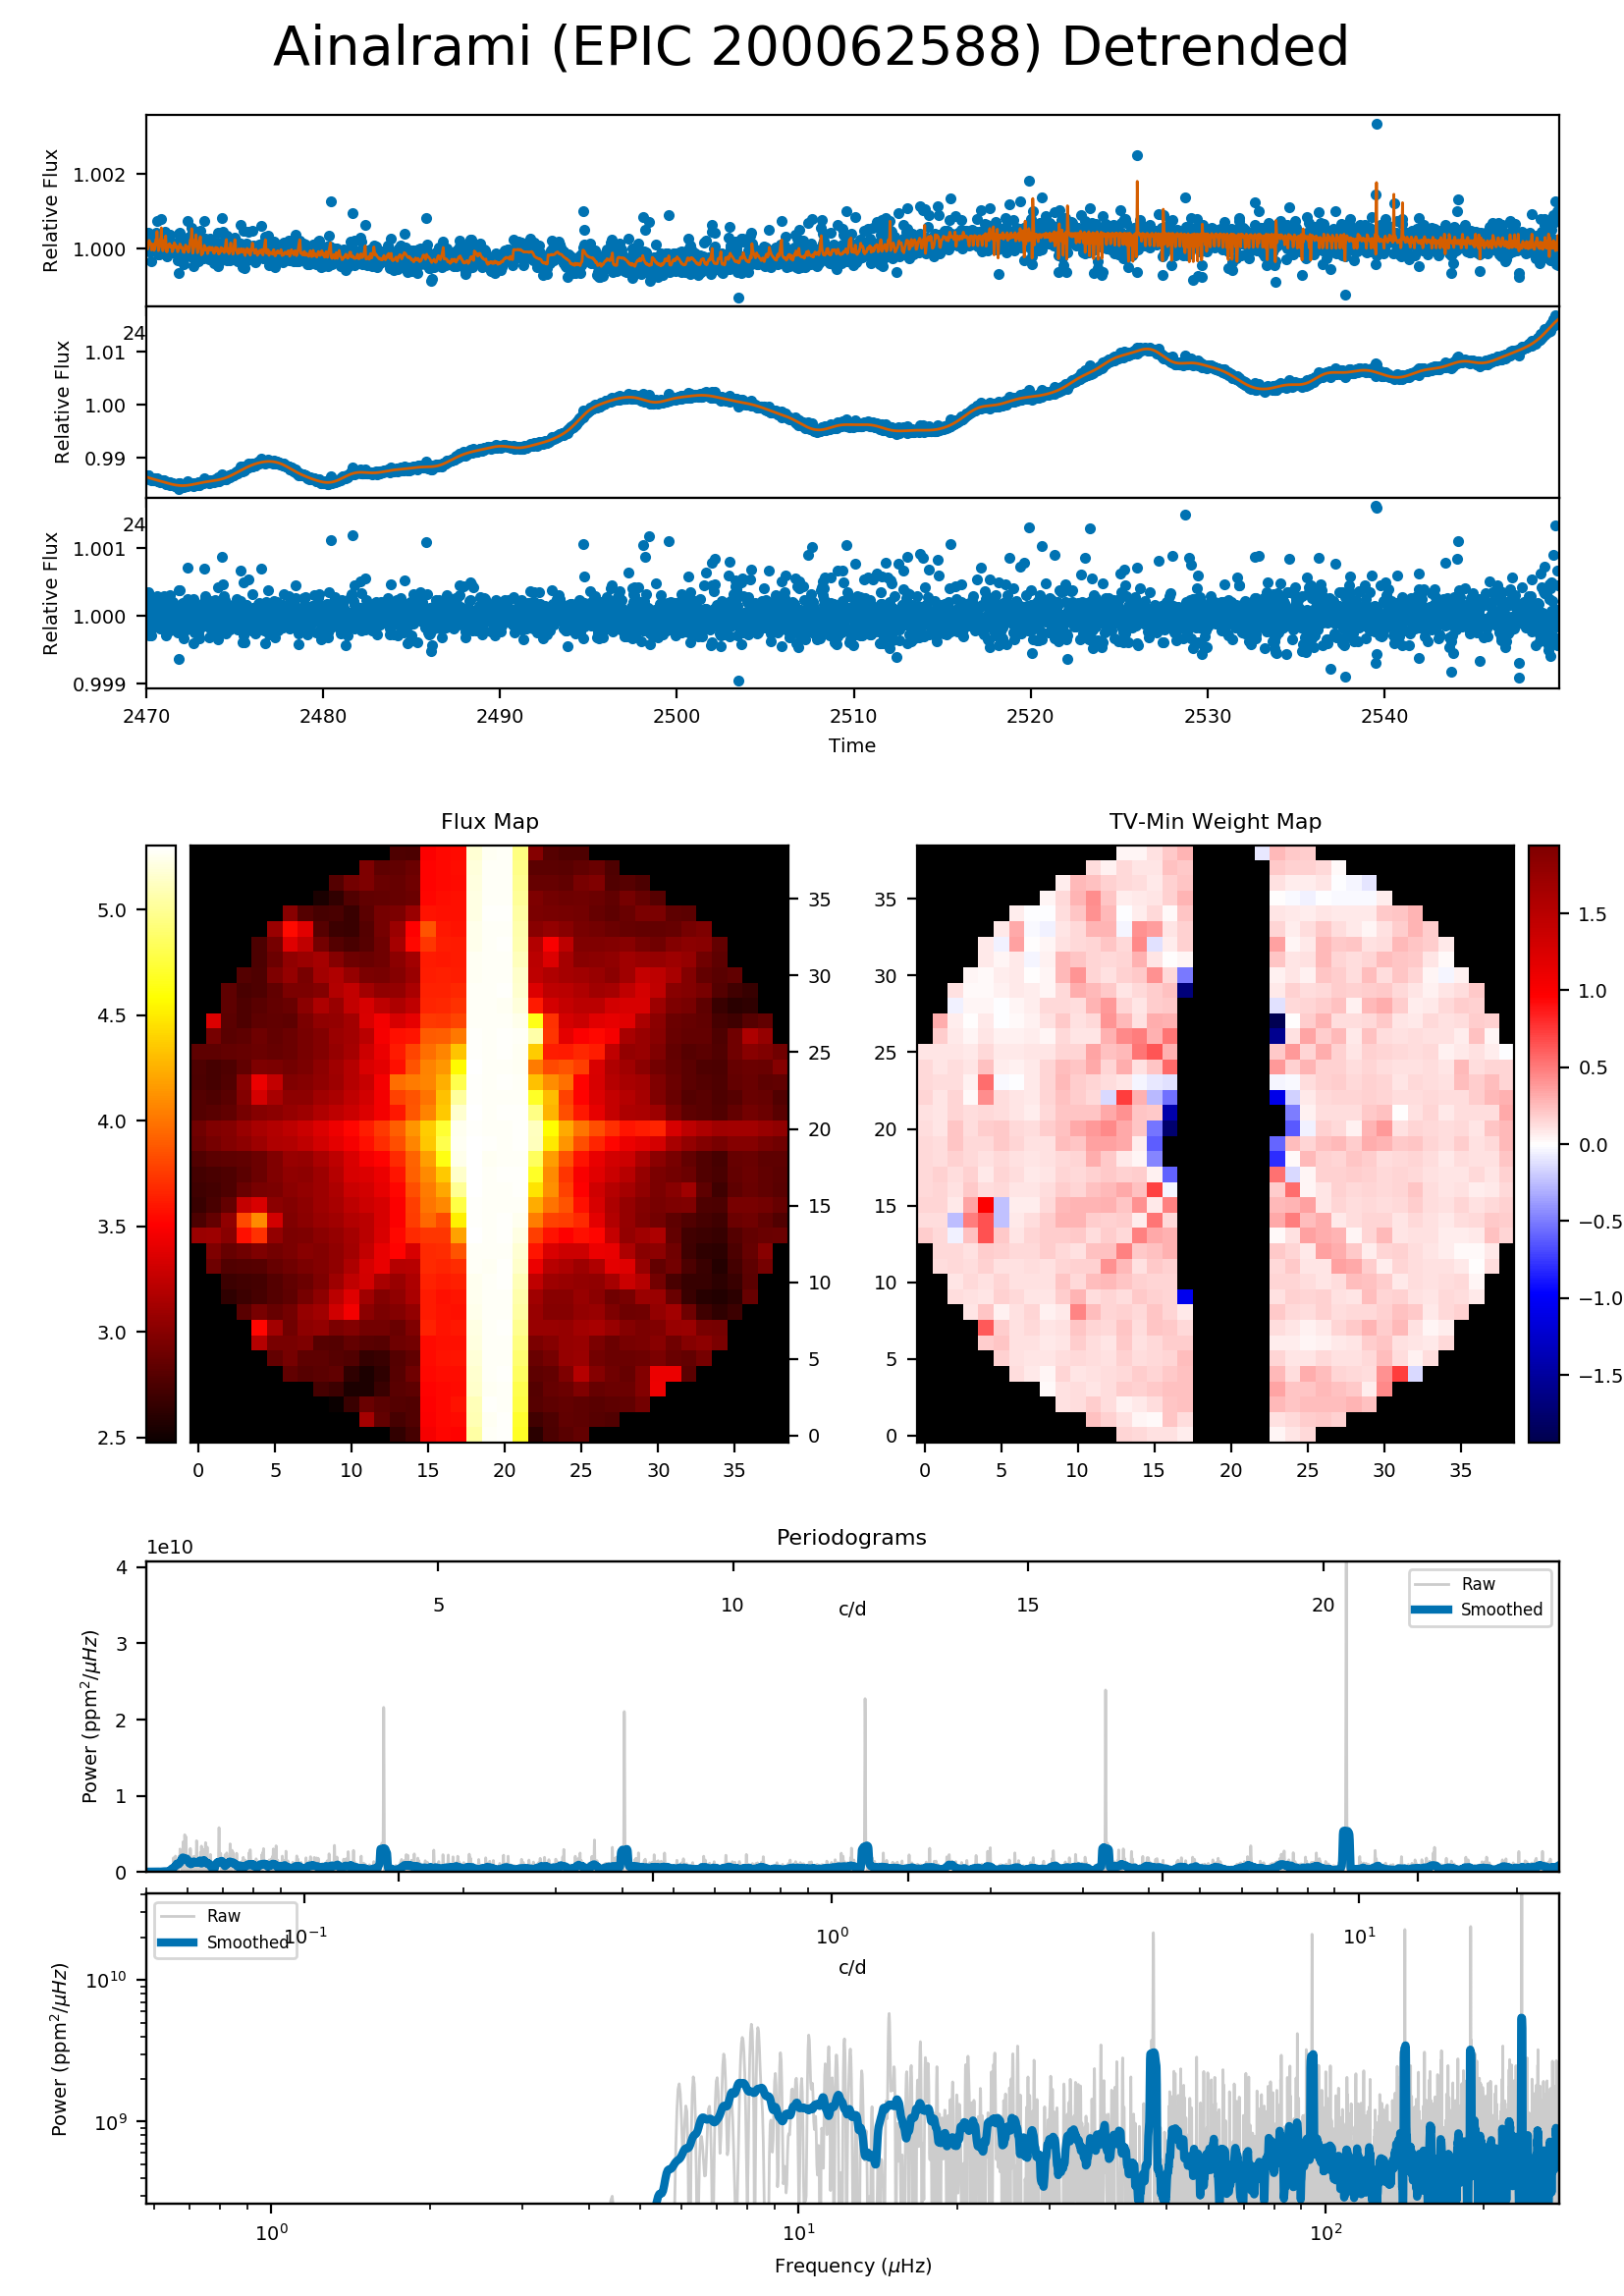 Ainalrami (EPIC 200062588) Detrended
Relative Flux
1.002
1.000
24
Relative Flux
1.01
1.00
0.99
24
Relative Flux
1.001
1.000
0.999
2470 2480 2490 2500 2510 2520 2530 2540
Time
Flux Map
5.0
4.5
4.0
3.5
3.0
2.5
35
30
25
20
15
10
5
0
0 5 10 15 20 25 30 35
TV-Min Weight Map
35
30
25
20
15
10
5
0
0 5 10 15 20 25 30 35
1.5
1.0
0.5
0.0
−0.5
−1.0
−1.5
Periodograms
1e10
Power (ppm²/μHz)
4
3
2
1
0
5 10 15 20
c/d
Raw
Smoothed
Power (ppm²/μHz)
10¹⁰
10⁹
Raw
Smoothed
10⁻¹ 10⁰ 10¹
c/d
10⁰ 10¹ 10²
Frequency (μHz)